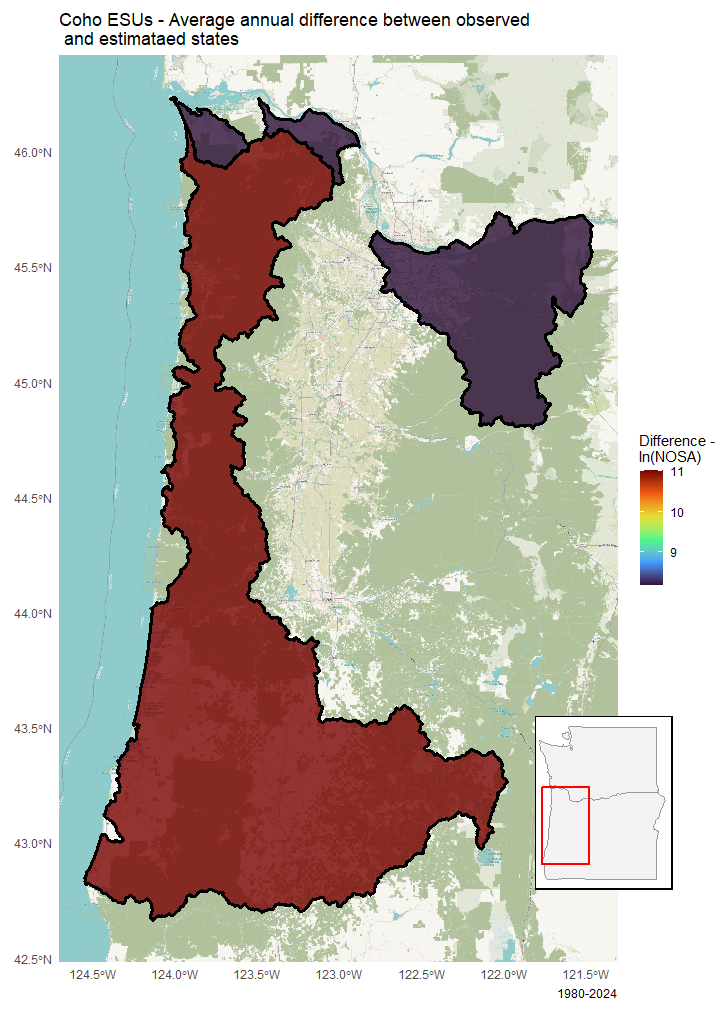 Coho ESUs - Average annual difference between observed
and estimataed states
46.0°N
45.5°N
45.0°N
44.5°N
44.0°N
43.5°N
43.0°N
42.5°N
Difference -
ln(NOSA)
11
10
9
124.5°W 124.0°W 123.5°W 123.0°W 122.5°W 122.0°W 121.5°W
1980-2024